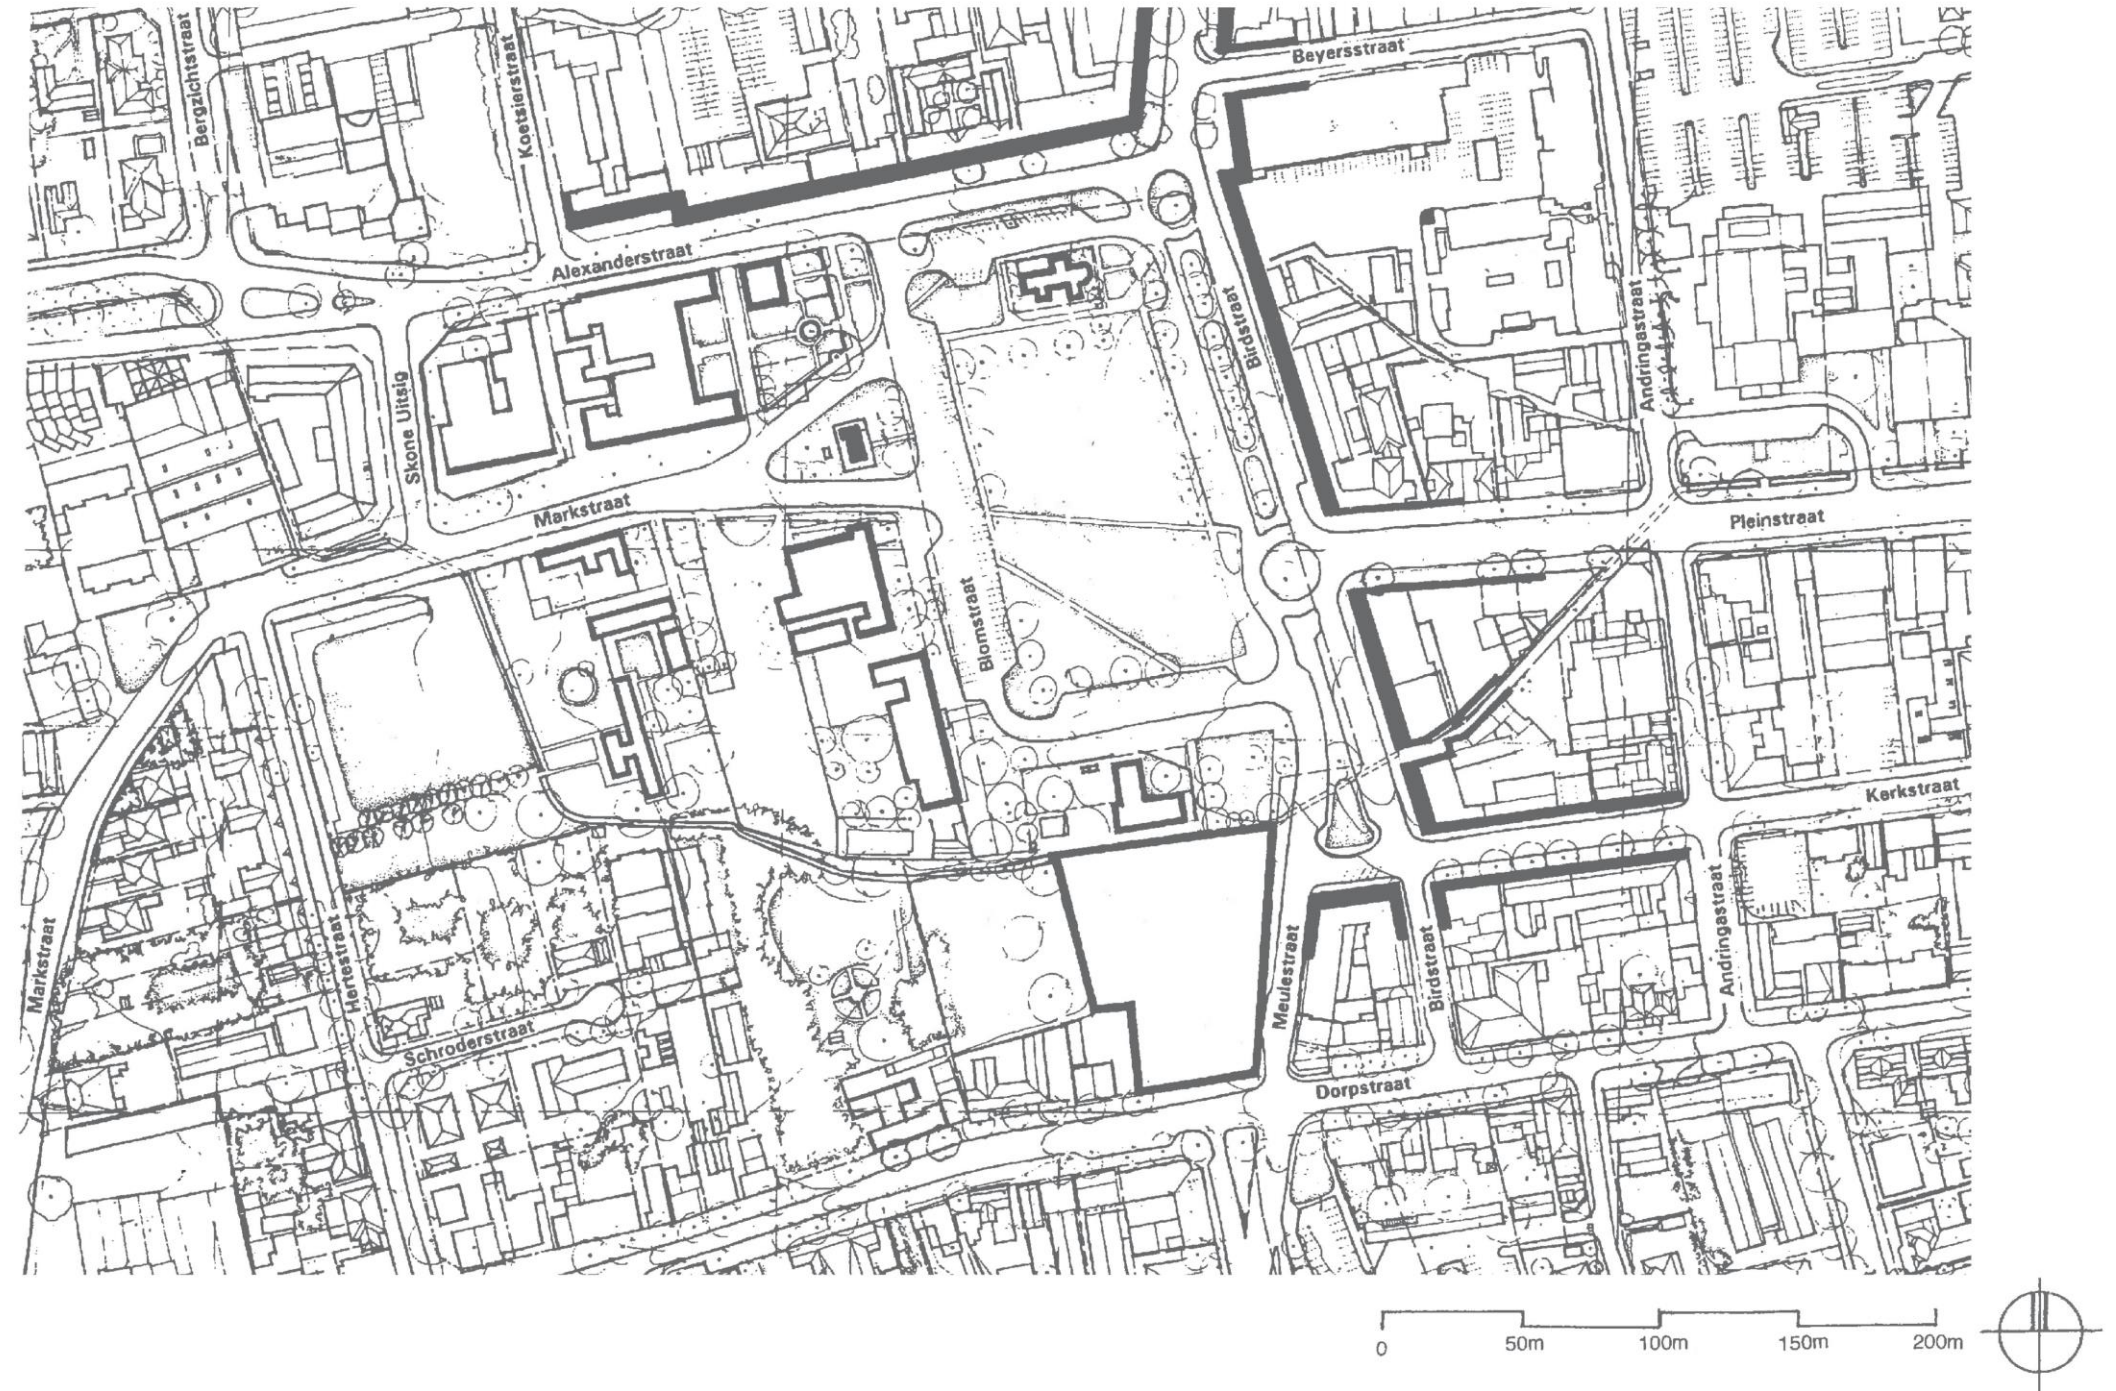 Bergzichtstraat
Koetsierstraat
Beyersstraat
Alexanderstraat
Birdstraat
Andringastraat
Skone Uitsig
Markstraat
Pleinstraat
Blomstraat
Kerkstraat
Markstraat
Hertestraat
Meulestraat
Birdstraat
Andringastraat
Schroderstraat
Dorpstraat
0 50m 100m 150m 200m